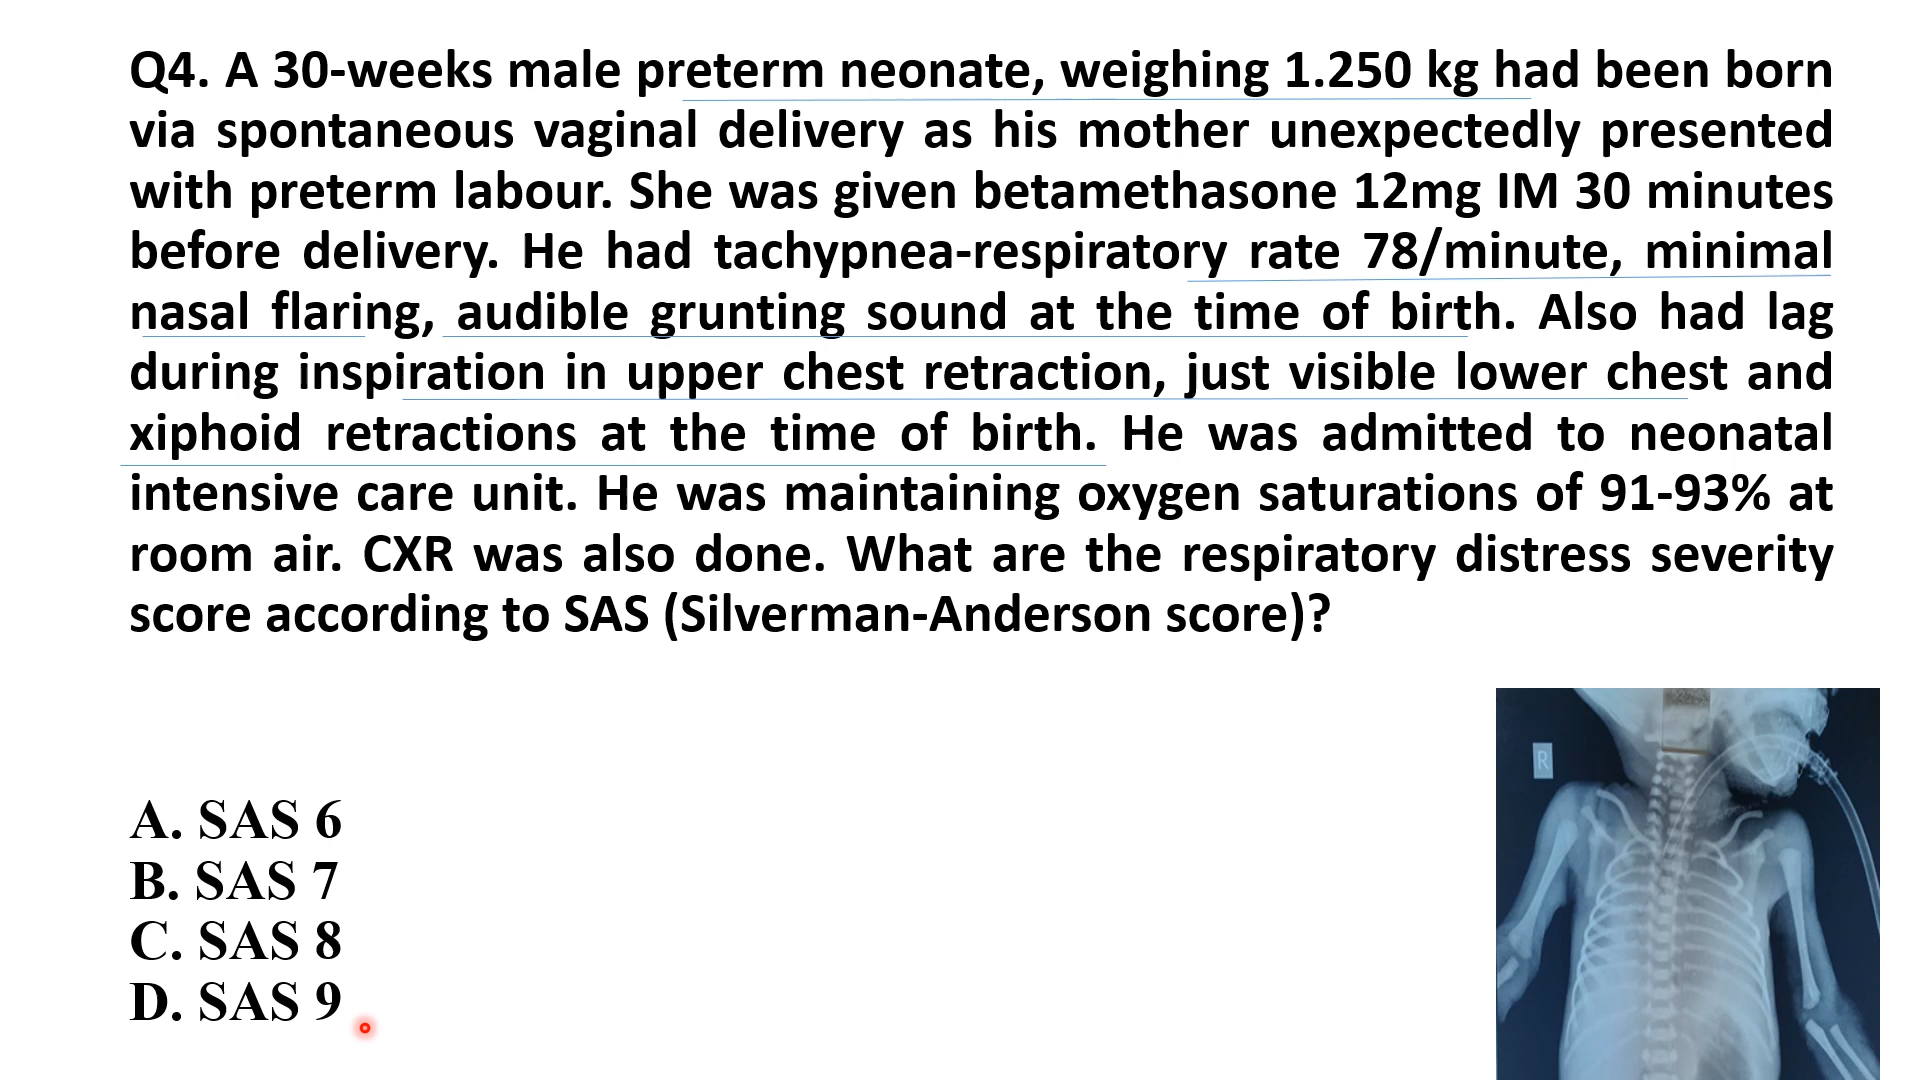 Q4. A 30-weeks male preterm neonate, weighing 1.250 kg had been born
via spontaneous vaginal delivery as his mother unexpectedly presented
with preterm labour. She was given betamethasone 12mg IM 30 minutes
before delivery. He had tachypnea-respiratory rate 78/minute, minimal
nasal flaring, audible grunting sound at the time of birth. Also had lag
during inspiration in upper chest retraction, just visible lower chest and
xiphoid retractions at the time of birth. He was admitted to neonatal
intensive care unit. He was maintaining oxygen saturations of 91-93% at
room air. CXR was also done. What are the respiratory distress severity
score according to SAS (Silverman-Anderson score)?
R
A. SAS 6
B. SAS 7
C. SAS 8
D. SAS 9